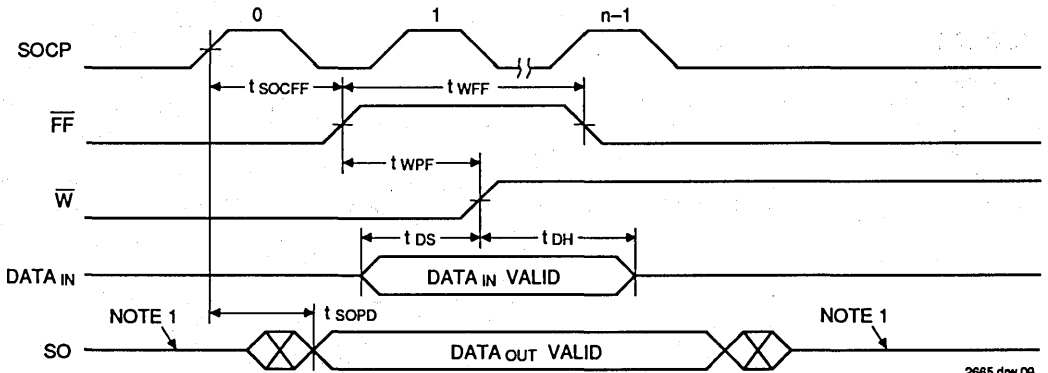 0 1 n–1
SOCP
t SOCFF t WFF
FF
t WPF
W
t DS t DH
DATA IN DATA IN VALID
NOTE 1 t SOPD NOTE 1
SO DATA OUT VALID
2665 drw 09